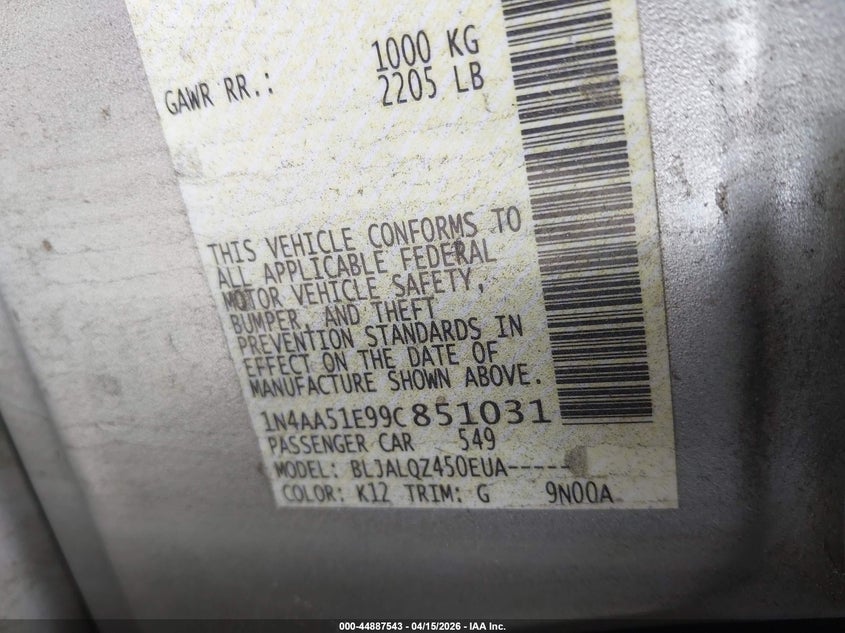 GAWR RR.: 1000 KG
2205 LB
THIS VEHICLE CONFORMS TO
ALL APPLICABLE FEDERAL
MOTOR VEHICLE SAFETY,
BUMPER, AND THEFT
PREVENTION STANDARDS IN
EFFECT ON THE DATE OF
MANUFACTURE SHOWN ABOVE.
1N4AA51E99C851031
PASSENGER CAR 549
MODEL: BLJALQZ450EUA-----
COLOR: K12 TRIM: G 9N00A
000-44887543 - 04/15/2026 - IAA Inc.